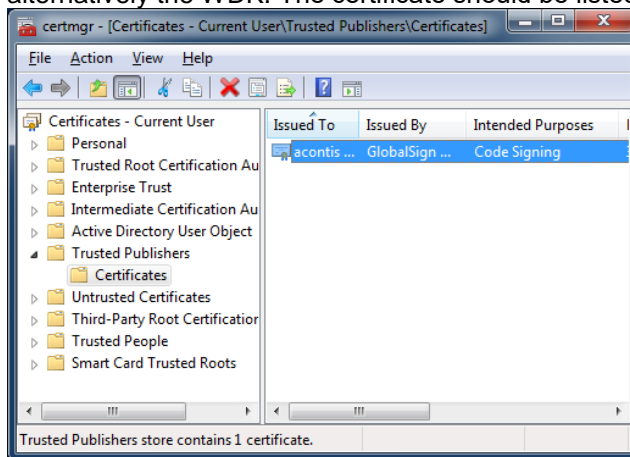 alternatively the WDK. The certificate should be listed
certmgr - [Certificates - Current User\Trusted Publishers\Certificates]
File Action View Help
Certificates - Current User
Personal
Trusted Root Certification Au
Enterprise Trust
Intermediate Certification Au
Active Directory User Object
Trusted Publishers
Certificates
Untrusted Certificates
Third-Party Root Certification
Trusted People
Smart Card Trusted Roots
Issued To Issued By Intended Purposes
acontis ... GlobalSign ... Code Signing
Trusted Publishers store contains 1 certificate.